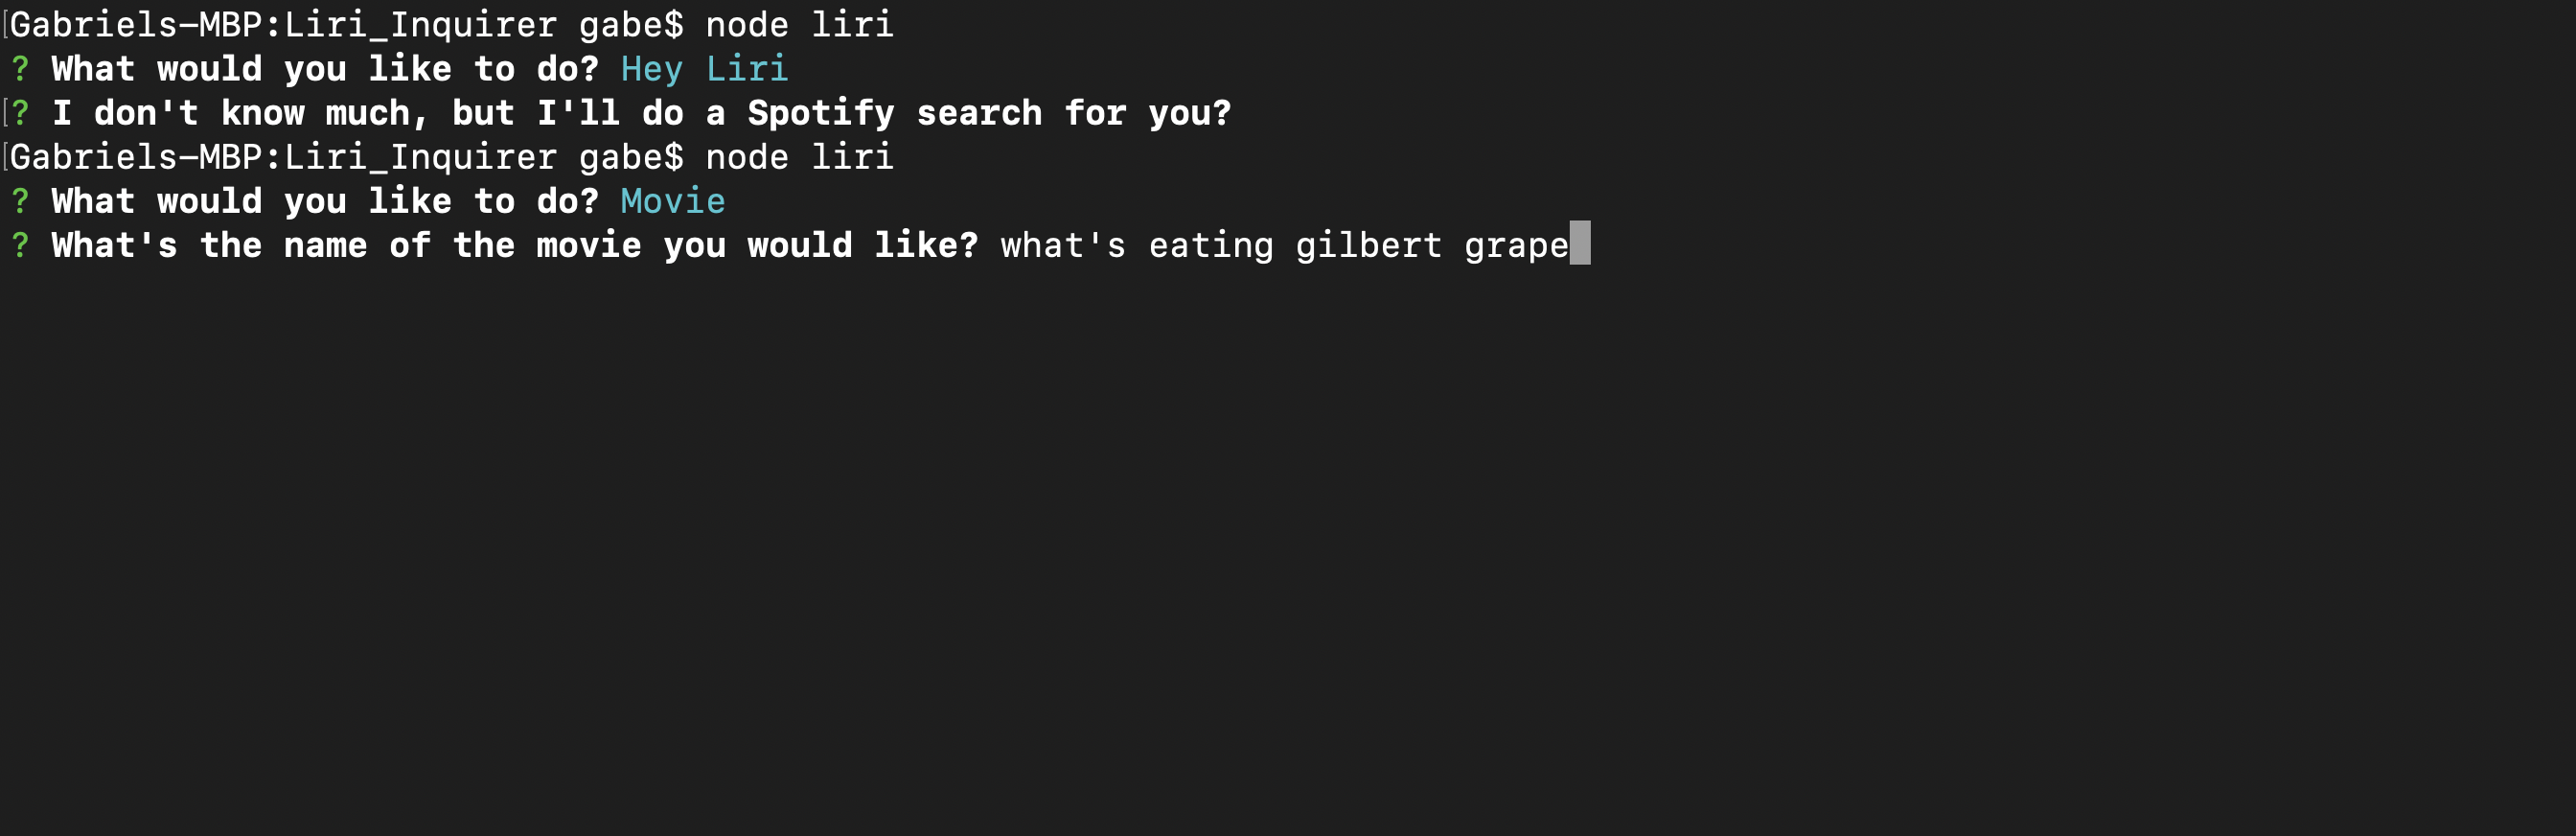 [Gabriels-MBP:Liri_Inquirer gabe$ node liri
? What would you like to do? Hey Liri
[? I don't know much, but I'll do a Spotify search for you?
[Gabriels-MBP:Liri_Inquirer gabe$ node liri
? What would you like to do? Movie
? What's the name of the movie you would like? what's eating gilbert grape